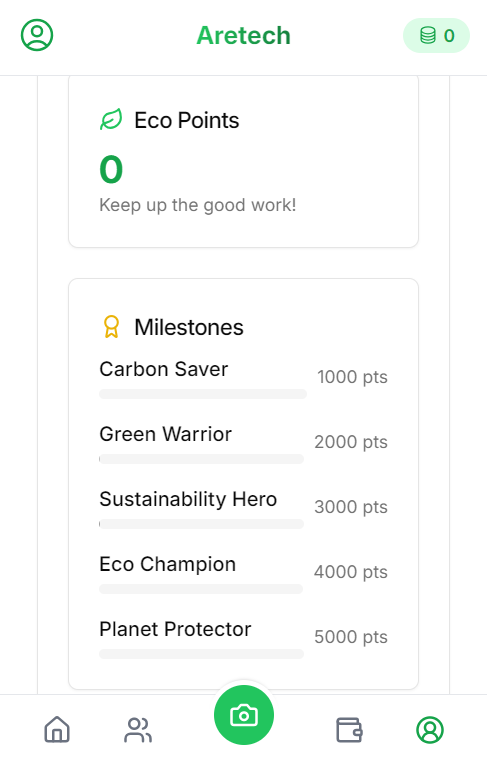 Aretech
0
Eco Points
0
Keep up the good work!
Milestones
Carbon Saver
1000 pts
Green Warrior
2000 pts
Sustainability Hero
3000 pts
Eco Champion
4000 pts
Planet Protector
5000 pts